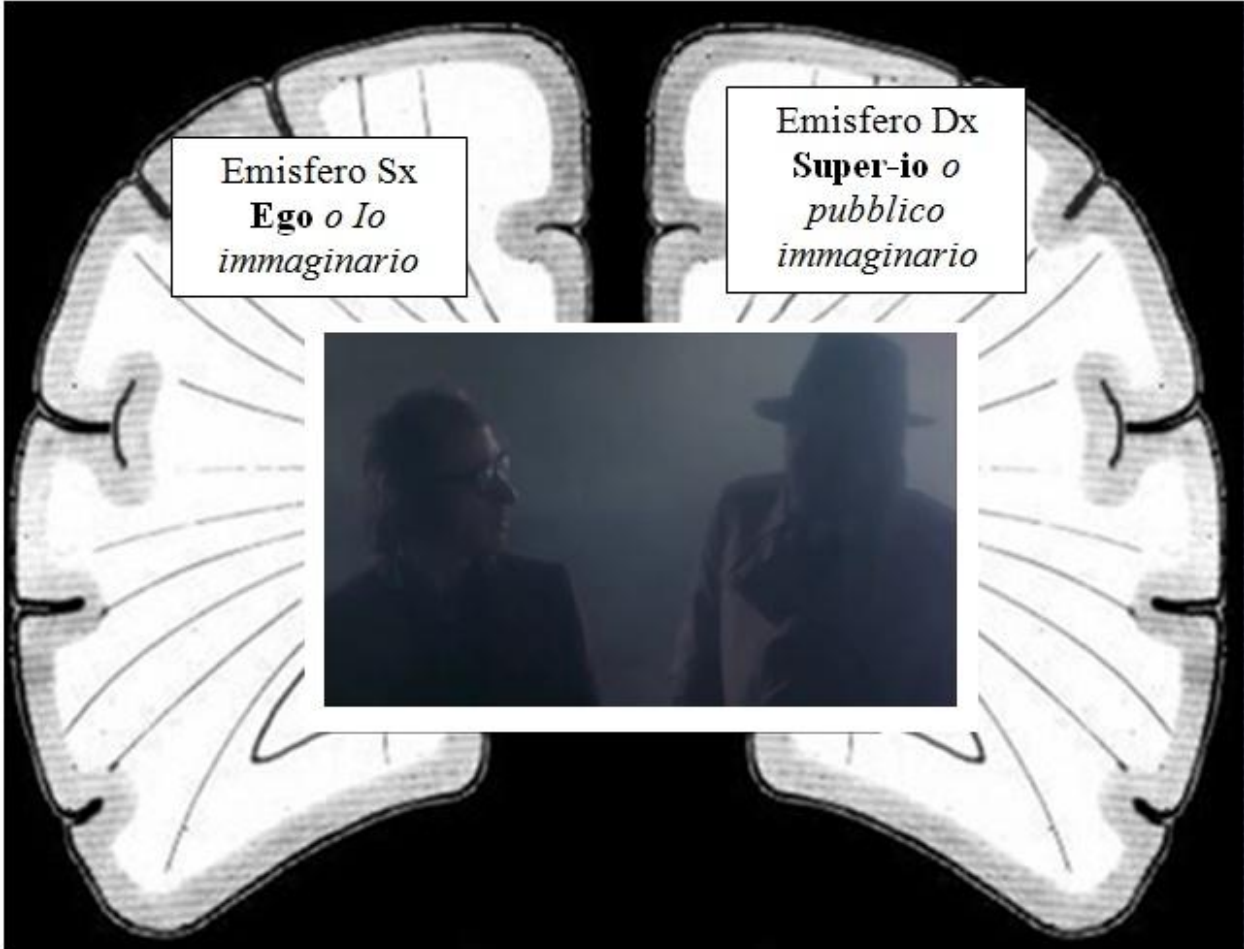 Emisfero Sx
Ego o Io
immaginario
Emisfero Dx
Super-io o
pubblico
immaginario